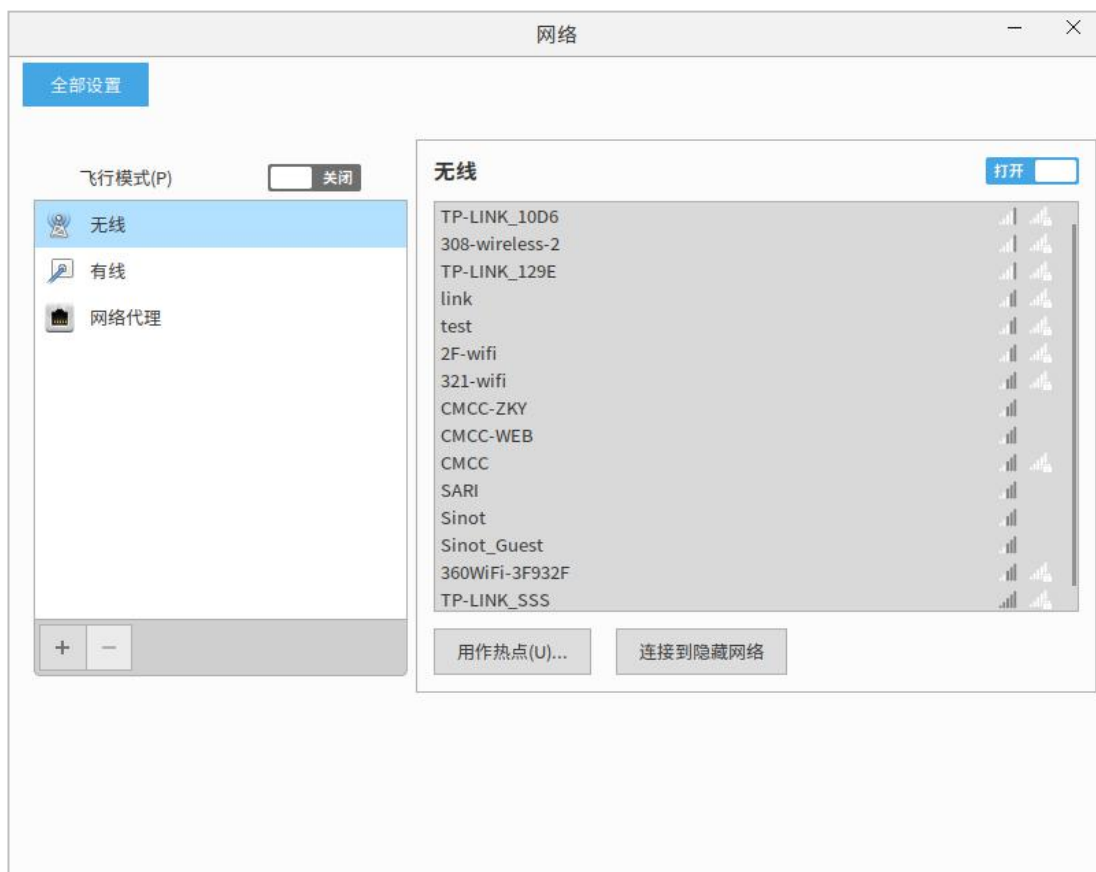 网络
全部设置
飞行模式(P) 关闭
无线
有线
网络代理
无线 打开
TP-LINK_10D6
308-wireless-2
TP-LINK_129E
link
test
2F-wifi
321-wifi
CMCC-ZKY
CMCC-WEB
CMCC
SARI
Sinot
Sinot_Guest
360WiFi-3F932F
TP-LINK_SSS
用作热点(U)... 连接到隐藏网络